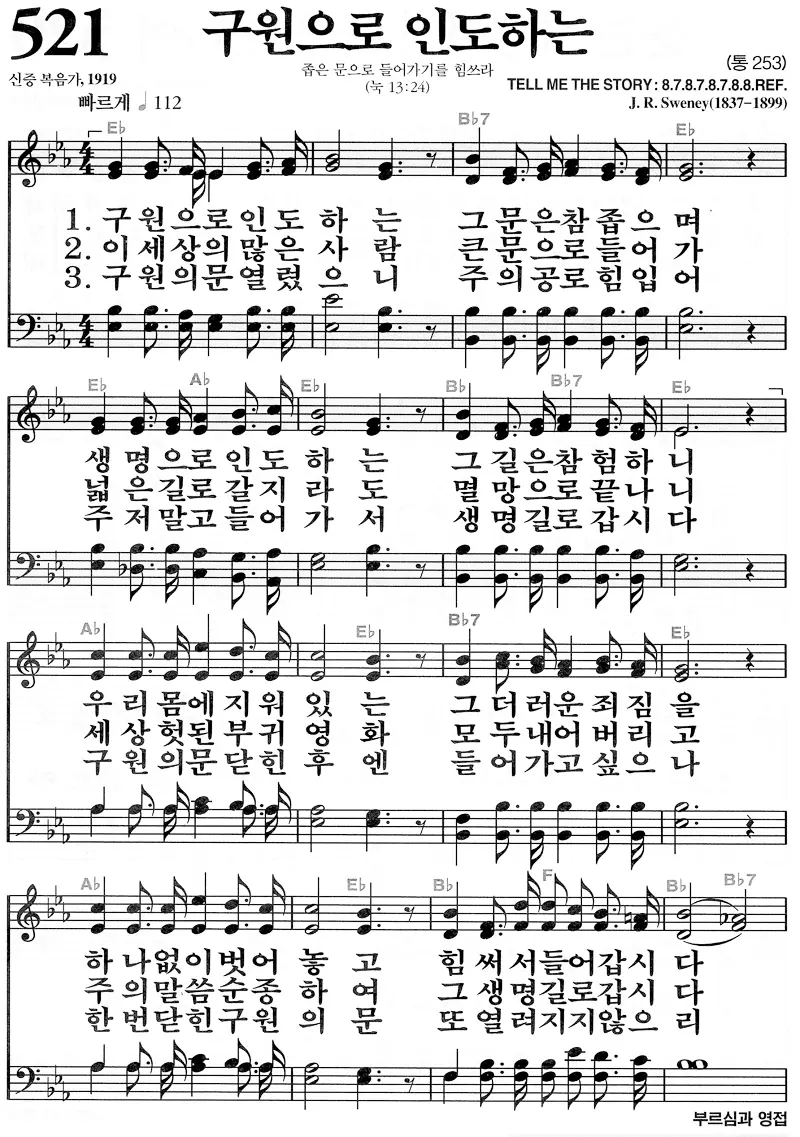 521 구원으로 인도하는
좁은 문으로 들어가기를 힘쓰라
(통 253)
신증 복음가, 1919
(눅 13:24)
TELL ME THE STORY : 8.7.8.7.8.7.8.8.REF.
빠르게 ♩ 112
J. R. Sweney(1837-1899)
E♭ B♭7 E♭
1. 구원으로인도 하 는 그문은참좁으며
2. 이세상의많은 사 람 큰문으로들어가
3. 구원의문열렸 으 니 주의공로힘입어
E♭ A♭ E♭ B♭ B♭7 E♭
생명으로인도 하 는 그길은참험하니
넓은길로갈지 라 도 멸망으로끝나니
주저말고들어 가 서 생명길로갑시다
A♭ E♭ B♭7 E♭
우리몸에지워 있 는 그더러운죄짐을
세상헛된부귀 영 화 모두내어버리고
구원의문닫힌 후 엔 들어가고싶으나
A♭ E♭ B♭ F B♭ B♭7
하나없이벗어 놓 고 힘써서들어갑시다
주의말씀순종 하 여 그생명길로갑시다
한번닫힌구원 의 문 또열려지지않으리
부르심과 영접